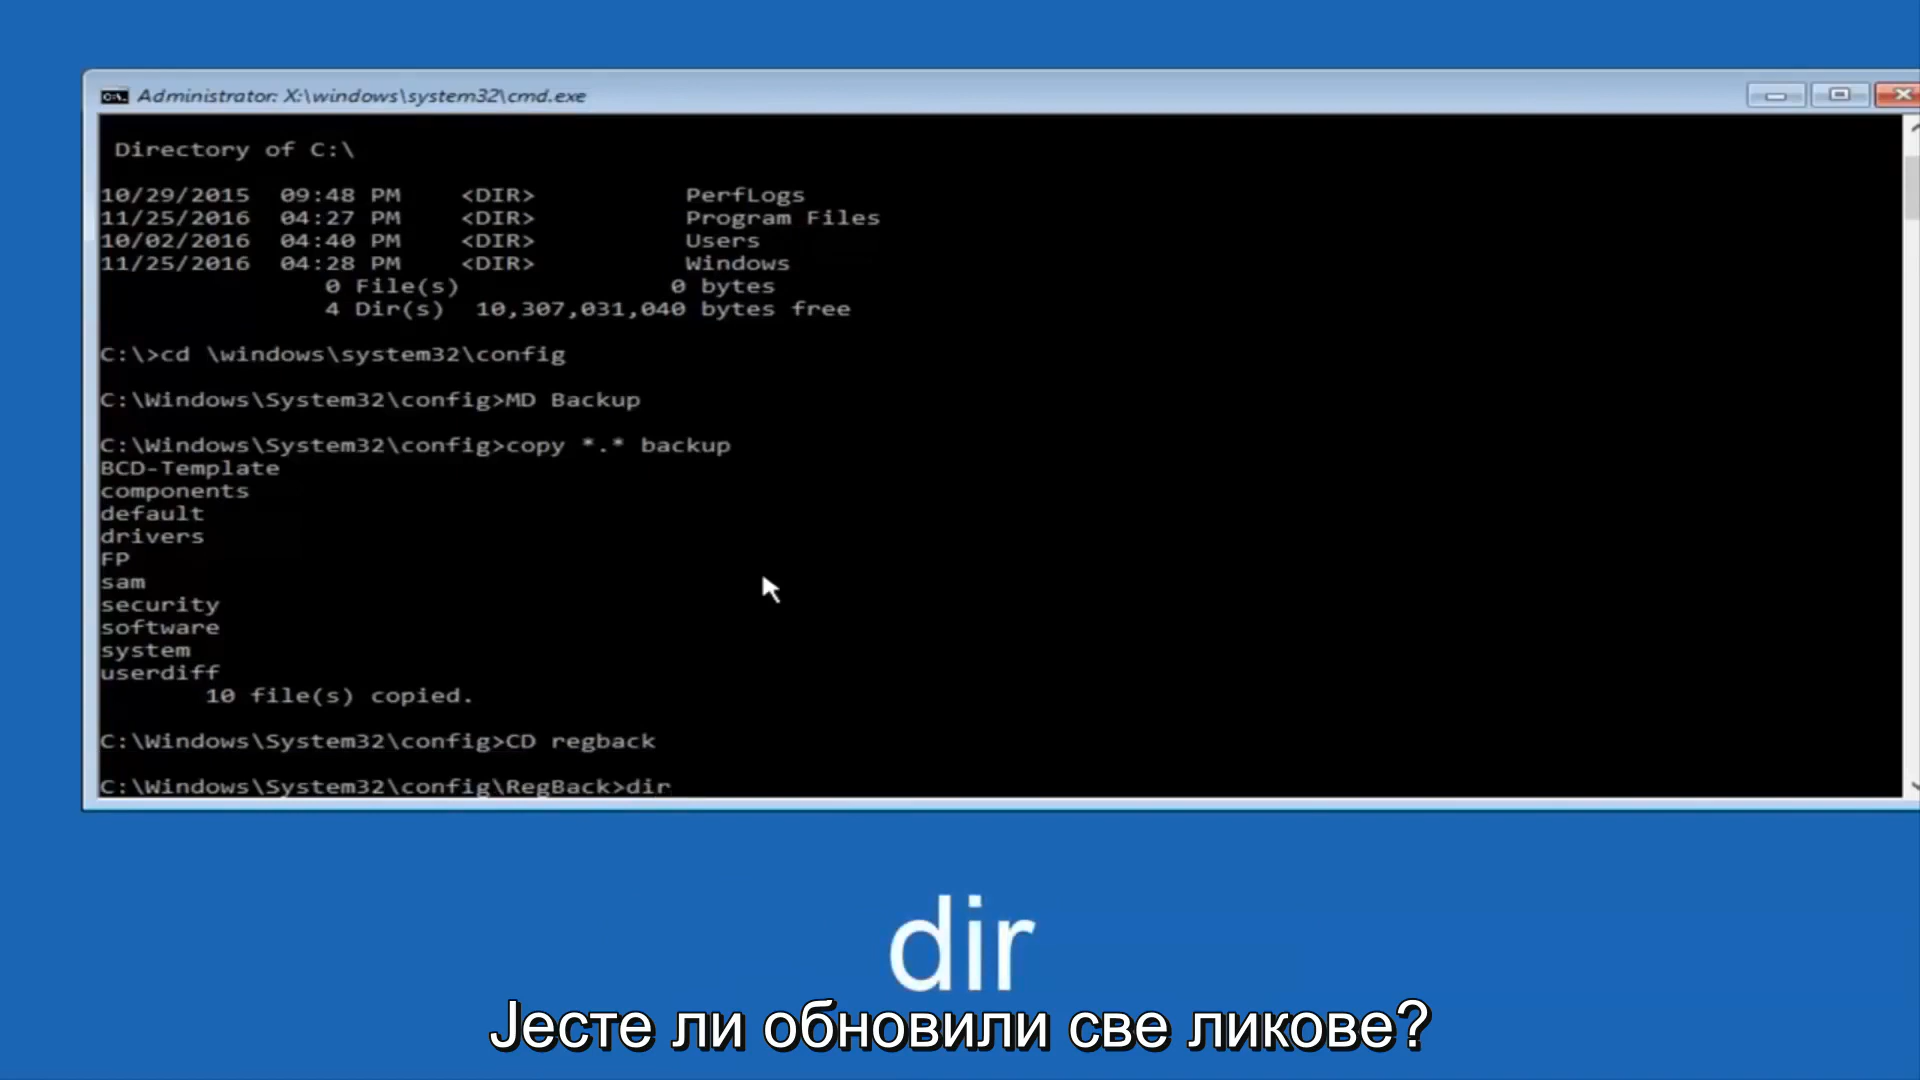 Administrator: X:\windows\system32\cmd.exe
Directory of C:\
10/29/2015 09:48 PM <DIR> PerfLogs
11/25/2016 04:27 PM <DIR> Program Files
10/02/2016 04:40 PM <DIR> Users
11/25/2016 04:28 PM <DIR> Windows
0 File(s) 0 bytes
4 Dir(s) 10,307,031,040 bytes free
C:\>cd \windows\system32\config
C:\Windows\System32\config>MD Backup
C:\Windows\System32\config>copy *.* backup
BCD-Template
components
default
drivers
FP
sam
security
software
system
userdiff
10 file(s) copied.
C:\Windows\System32\config>CD regback
C:\Windows\System32\config\RegBack>dir
dir
Јесте ли обновили све ликове?